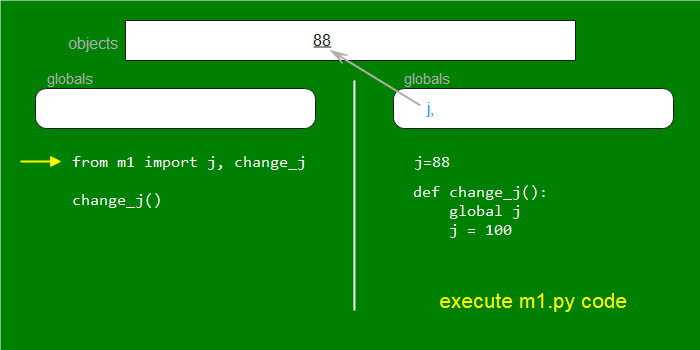 objects
88
globals
globals
j,
from m1 import j, change_j
change_j()
j=88
def change_j():
    global j
    j = 100
execute m1.py code